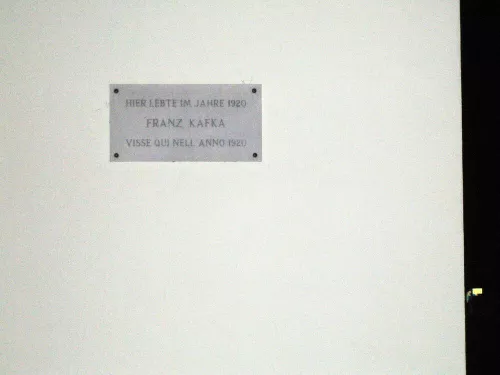 HIER LEBTE IM JAHRE 1920
FRANZ KAFKA
VISSE QUI NELL ANNO 1920